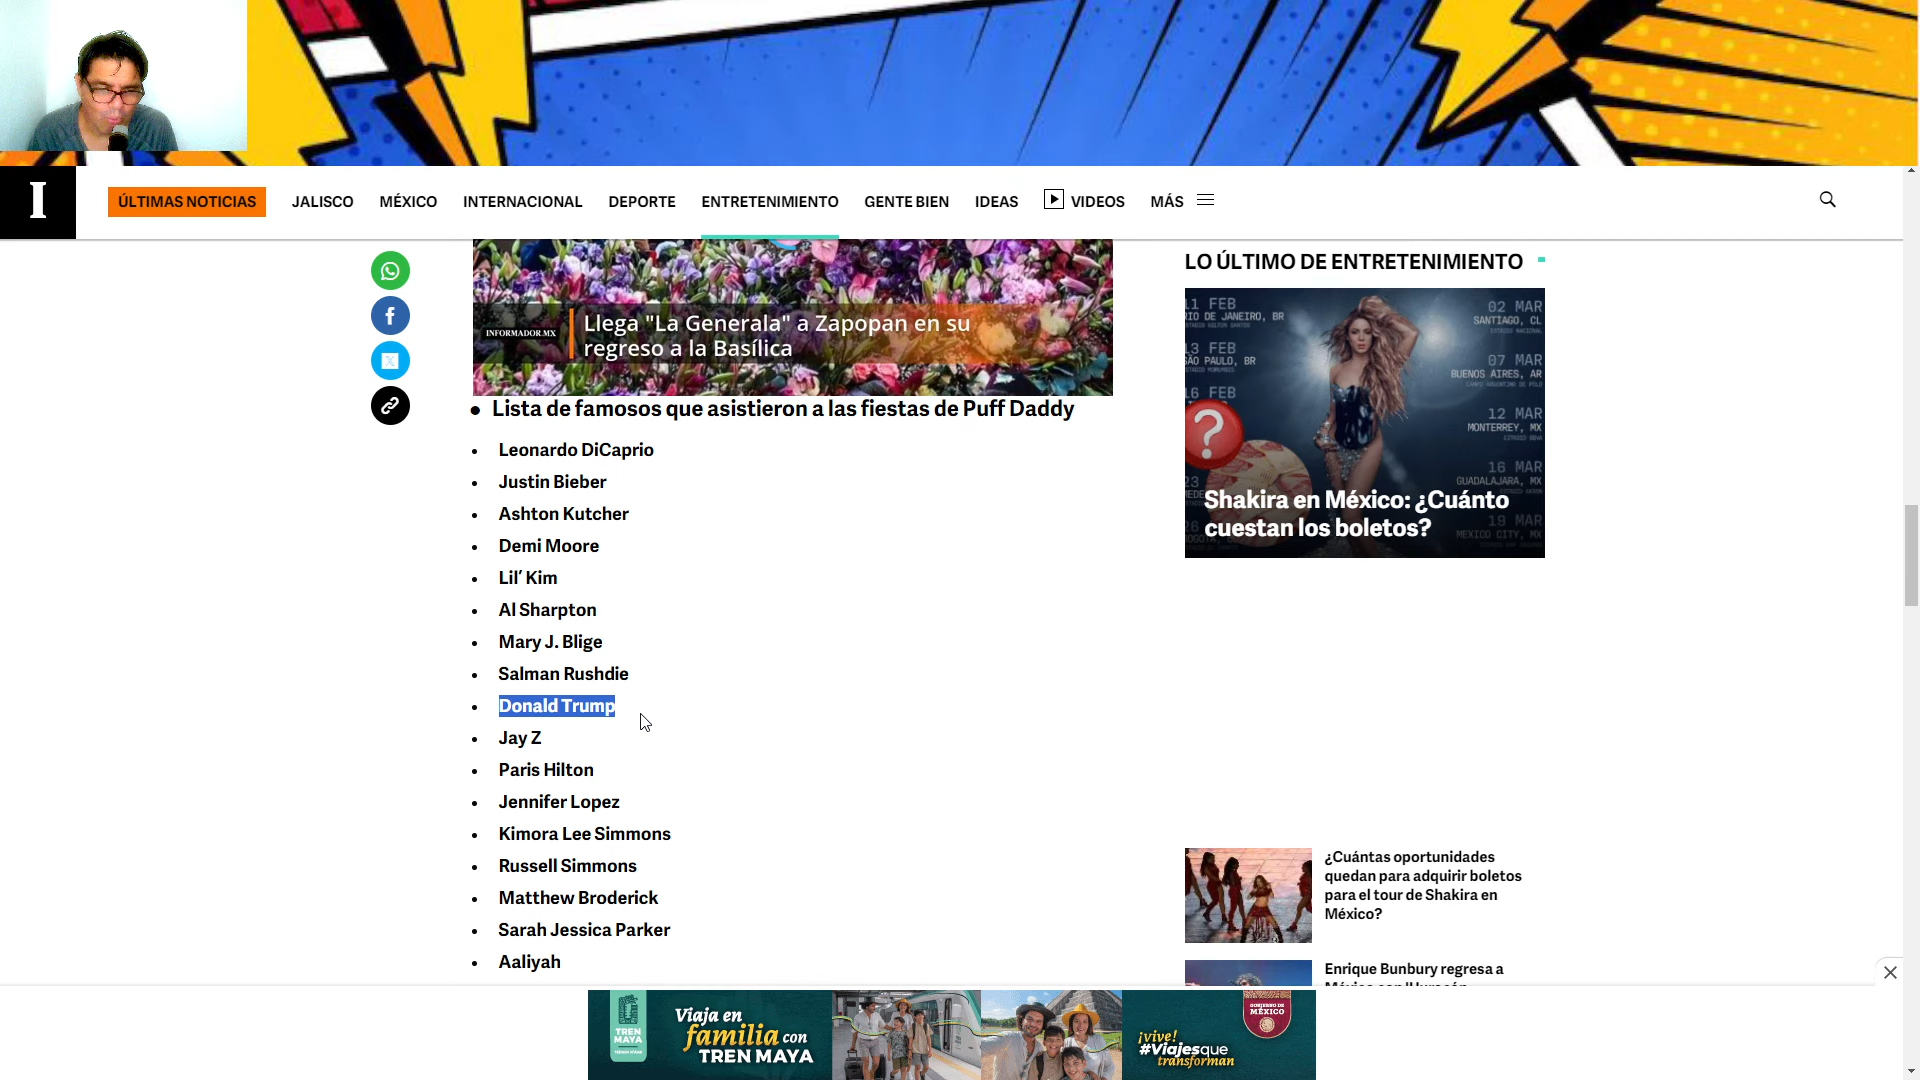 I
ÚLTIMAS NOTICIAS
JALISCO
MÉXICO
INTERNACIONAL
DEPORTE
ENTRETENIMIENTO
GENTE BIEN
IDEAS
VIDEOS
MÁS
INFORMADOR.MX
Llega "La Generala" a Zapopan en su
regreso a la Basílica
Lista de famosos que asistieron a las fiestas de Puff Daddy
Leonardo DiCaprio
Justin Bieber
Ashton Kutcher
Demi Moore
Lil’ Kim
Al Sharpton
Mary J. Blige
Salman Rushdie
Donald Trump
Jay Z
Paris Hilton
Jennifer Lopez
Kimora Lee Simmons
Russell Simmons
Matthew Broderick
Sarah Jessica Parker
Aaliyah
LO ÚLTIMO DE ENTRETENIMIENTO
11 FEB
RIO DE JANEIRO, BR
13 FEB
SÃO PAULO, BR
16 FEB
02 MAR
SANTIAGO, CL
07 MAR
BUENOS AIRES, AR
12 MAR
MONTERREY, MX
16 MAR
GUADALAJARA, MX
19 MAR
MEXICO CITY, MX
Shakira en México: ¿Cuánto
cuestan los boletos?
¿Cuántas oportunidades
quedan para adquirir boletos
para el tour de Shakira en
México?
Enrique Bunbury regresa a
TREN
MAYA
Viaja en
familia con
TREN MAYA
¡vive!
#Viajesque
transforman
GOBIERNO DE
MÉXICO